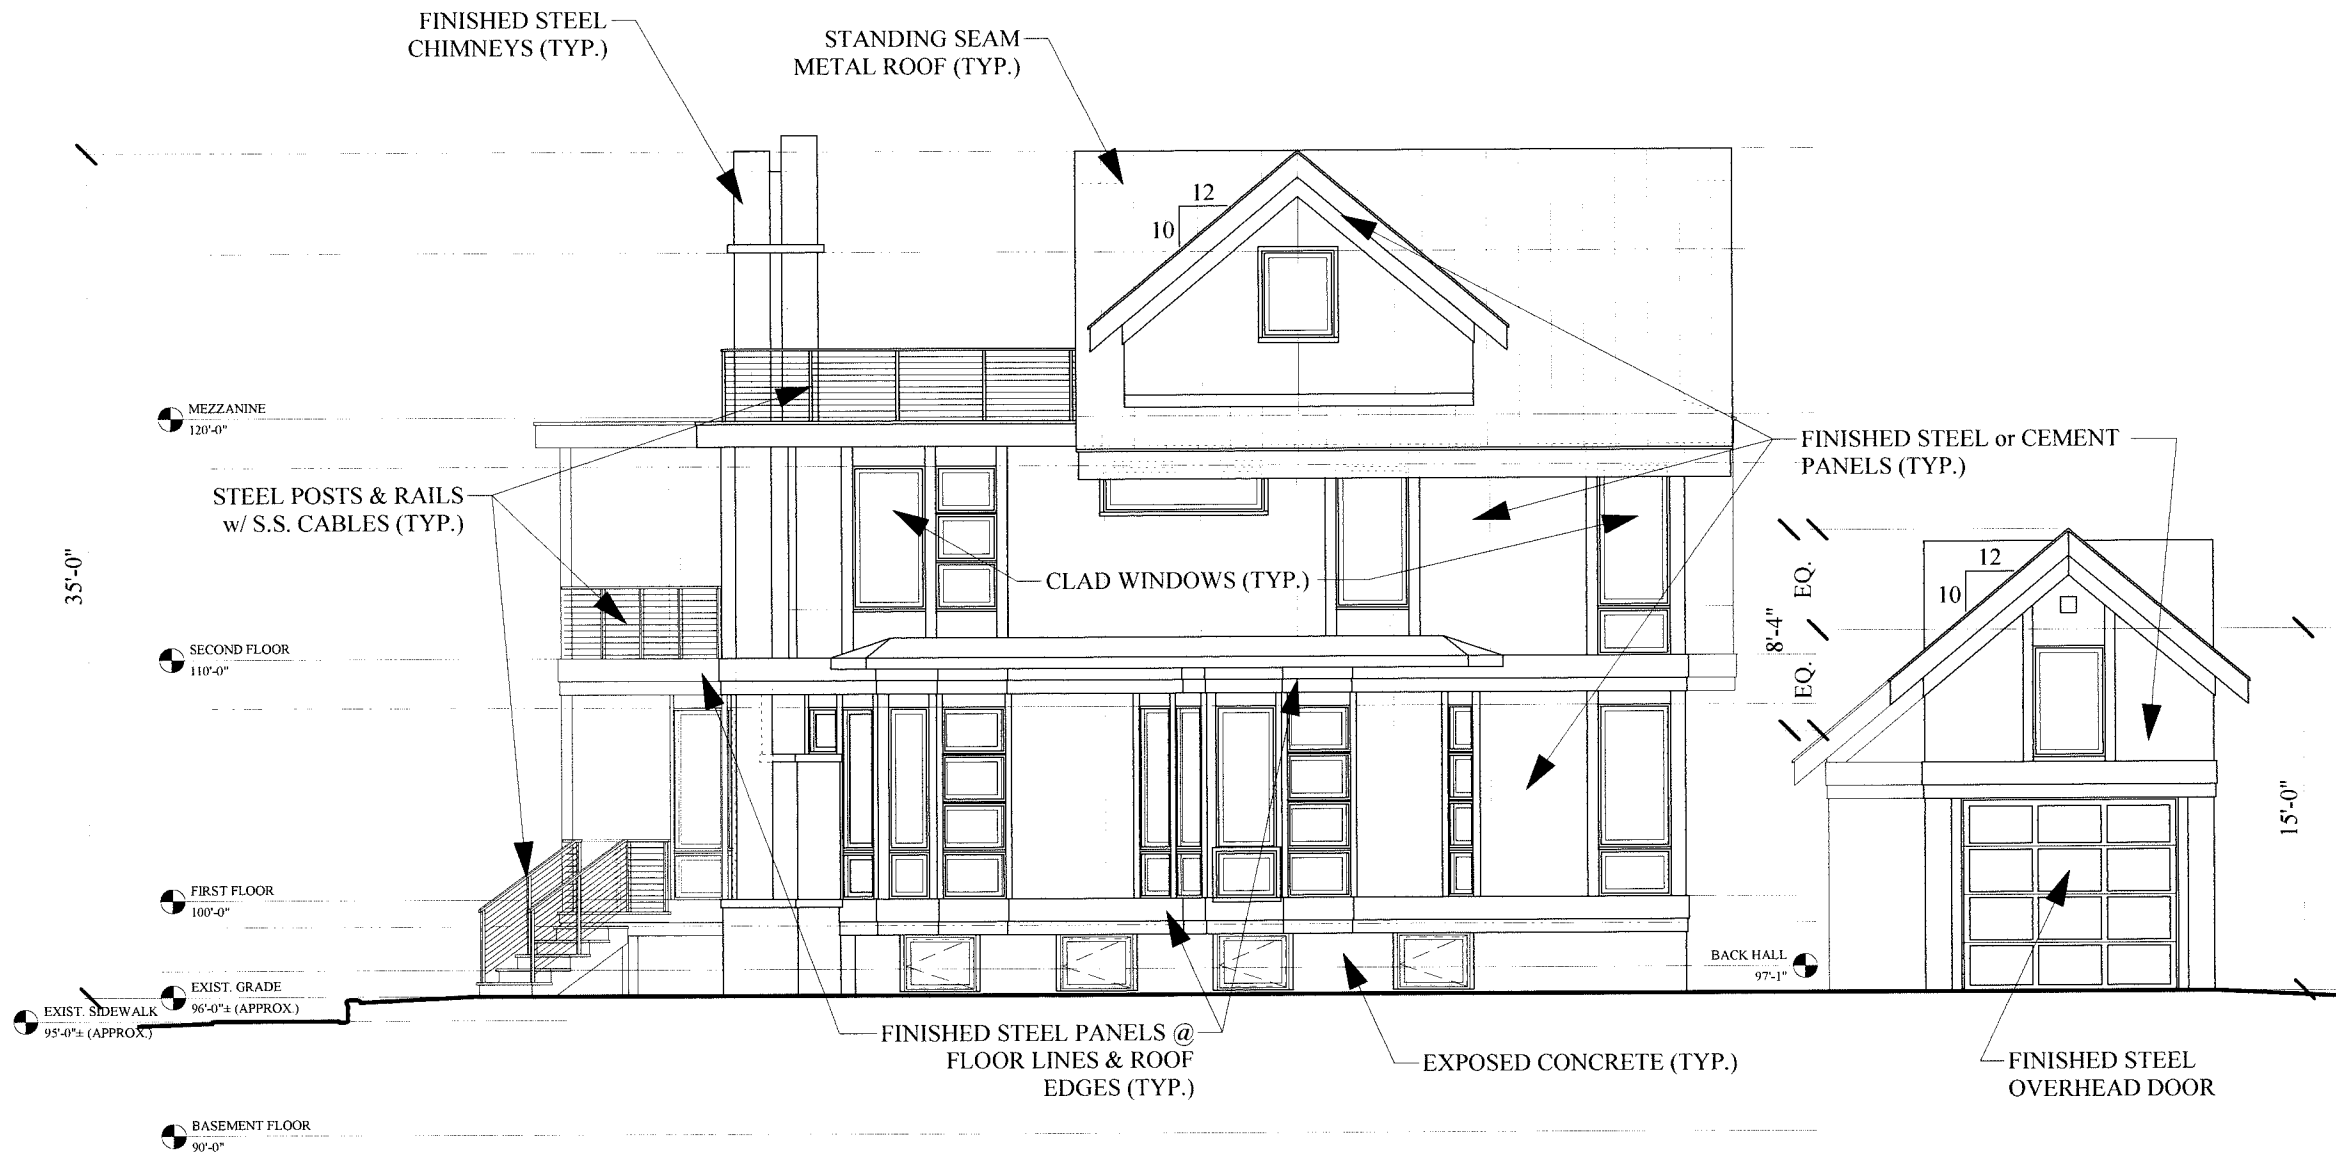 FINISHED STEEL
CHIMNEYS (TYP.)
STANDING SEAM
METAL ROOF (TYP.)
12
10
MEZZANINE
120'-0"
FINISHED STEEL or CEMENT
PANELS (TYP.)
STEEL POSTS & RAILS
w/ S.S. CABLES (TYP.)
35'-0"
CLAD WINDOWS (TYP.)
12
10
EQ.
8'-4"
EQ.
SECOND FLOOR
110'-0"
15'-0"
FIRST FLOOR
100'-0"
BACK HALL
97'-1"
EXIST. GRADE
96'-0"± (APPROX.)
EXIST. SIDEWALK
95'-0"± (APPROX.)
FINISHED STEEL PANELS @
FLOOR LINES & ROOF
EDGES (TYP.)
EXPOSED CONCRETE (TYP.)
FINISHED STEEL
OVERHEAD DOOR
BASEMENT FLOOR
90'-0"